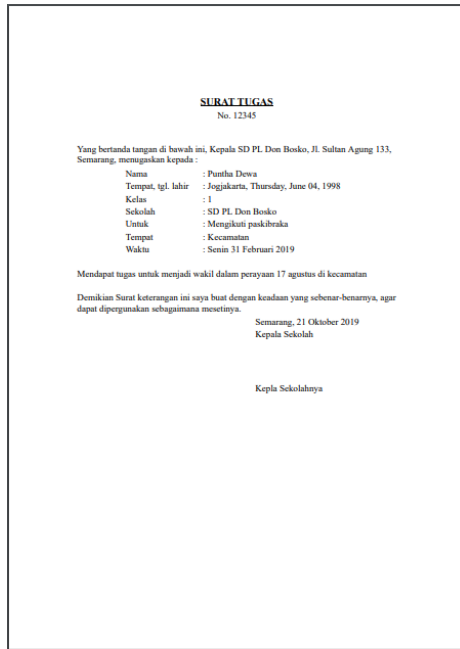 SURAT TUGAS
No. 12345
Yang bertanda tangan di bawah ini, Kepala SD PL Don Bosko, Jl. Sultan Agung 133,
Semarang, menugaskan kepada :
Nama : Puntha Dewa
Tempat, tgl. lahir : Jogjakarta, Thursday, June 04, 1998
Kelas : 1
Sekolah : SD PL Don Bosko
Untuk : Mengikuti paskibraka
Tempat : Kecamatan
Waktu : Senin 31 Februari 2019
Mendapat tugas untuk menjadi wakil dalam perayaan 17 agustus di kecamatan
Demikian Surat keterangan ini saya buat dengan keadaan yang sebenar-benarnya, agar
dapat dipergunakan sebagaimana mesetinya.
Semarang, 21 Oktober 2019
Kepala Sekolah
Kepla Sekolahnya